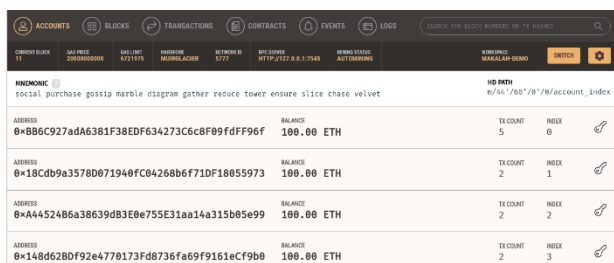 ACCOUNTS BLOCKS TRANSACTIONS CONTRACTS EVENTS LOGS SEARCH FOR BLOCK NUMBERS OR TX HASHES
CURRENT BLOCK GAS PRICE GAS LIMIT HARDFORK NETWORK ID RPC SERVER MINING STATUS WORKSPACE
11 20000000000 6721975 MUIRGLACIER 5777 HTTP://127.0.0.1:7545 AUTOMINING MAKALAH-DEMO SWITCH
MNEMONIC ? HD PATH
social purchase gossip marble diagram gather reduce tower ensure slice chase velvet m/44'/60'/0'/0/account_index
ADDRESS BALANCE TX COUNT INDEX
0×BB6C927adA6381F38EDF634273C6c8F09fdFF96f 100.00 ETH 5 0
ADDRESS BALANCE TX COUNT INDEX
0×18Cdb9a3578D071940fC04268b6f71DF18055973 100.00 ETH 2 1
ADDRESS BALANCE TX COUNT INDEX
0×A44524B6a38639dB3E0e755E31aa14a315b05e99 100.00 ETH 2 2
ADDRESS BALANCE TX COUNT INDEX
0×148d62BDf92e4770173Fd8736fa69f9161eCf9b0 100.00 ETH 2 3